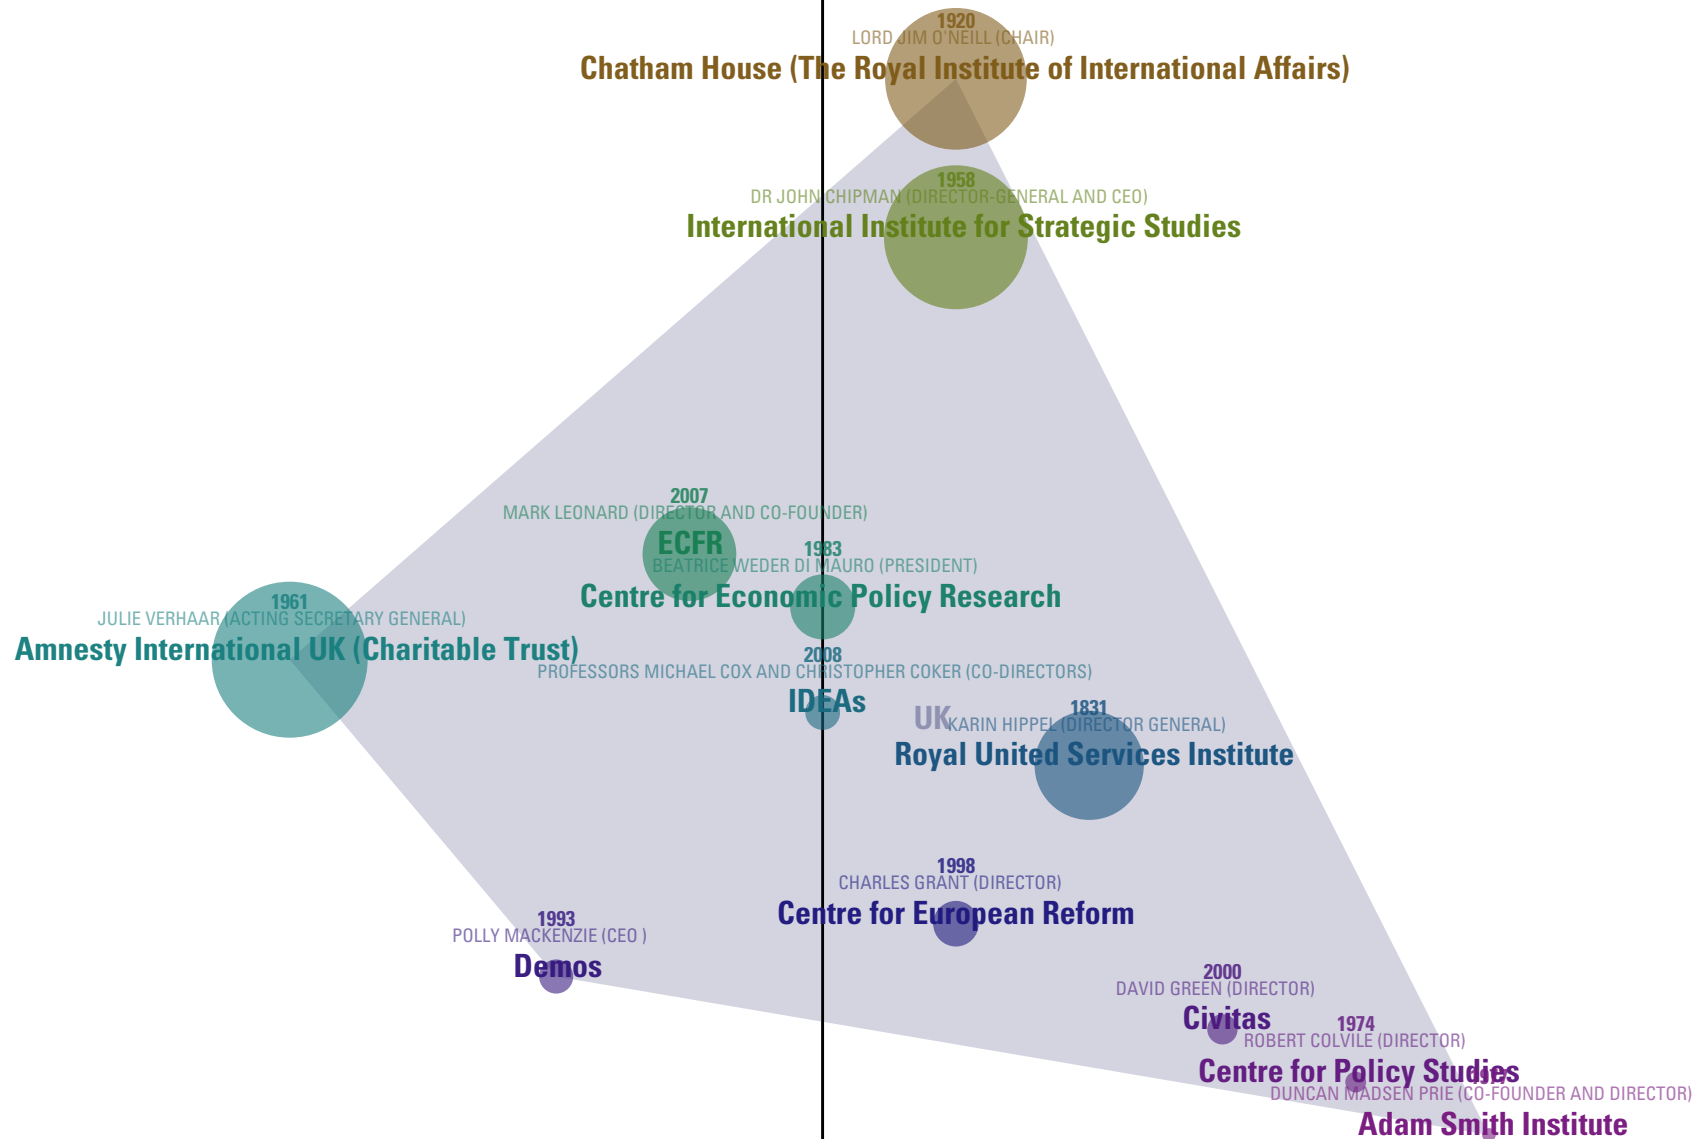 1920
LORD JIM O'NEILL (CHAIR)
Chatham House (The Royal Institute of International Affairs)
1958
DR JOHN CHIPMAN (DIRECTOR-GENERAL AND CEO)
International Institute for Strategic Studies
2007
MARK LEONARD (DIRECTOR AND CO-FOUNDER)
ECFR
1983
BEATRICE WEDER DI MAURO (PRESIDENT)
Centre for Economic Policy Research
1961
JULIE VERHAAR (ACTING SECRETARY GENERAL)
Amnesty International UK (Charitable Trust)
2008
PROFESSORS MICHAEL COX AND CHRISTOPHER COKER (CO-DIRECTORS)
IDEAs
UK
1831
KARIN HIPPEL (DIRECTOR GENERAL)
Royal United Services Institute
1998
CHARLES GRANT (DIRECTOR)
Centre for European Reform
1993
POLLY MACKENZIE (CEO )
Demos
2000
DAVID GREEN (DIRECTOR)
Civitas
1974
ROBERT COLVILE (DIRECTOR)
Centre for Policy Studies
1977
DUNCAN MADSEN PRIE (CO-FOUNDER AND DIRECTOR)
Adam Smith Institute